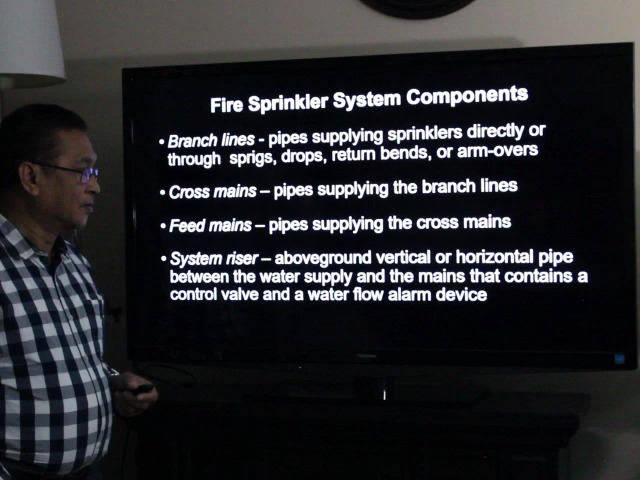 Fire Sprinkler System Components
• Branch lines - pipes supplying sprinklers directly or
through sprigs, drops, return bends, or arm-overs
• Cross mains – pipes supplying the branch lines
• Feed mains – pipes supplying the cross mains
• System riser – aboveground vertical or horizontal pipe
between the water supply and the mains that contains a
control valve and a water flow alarm device
TOSHIBA